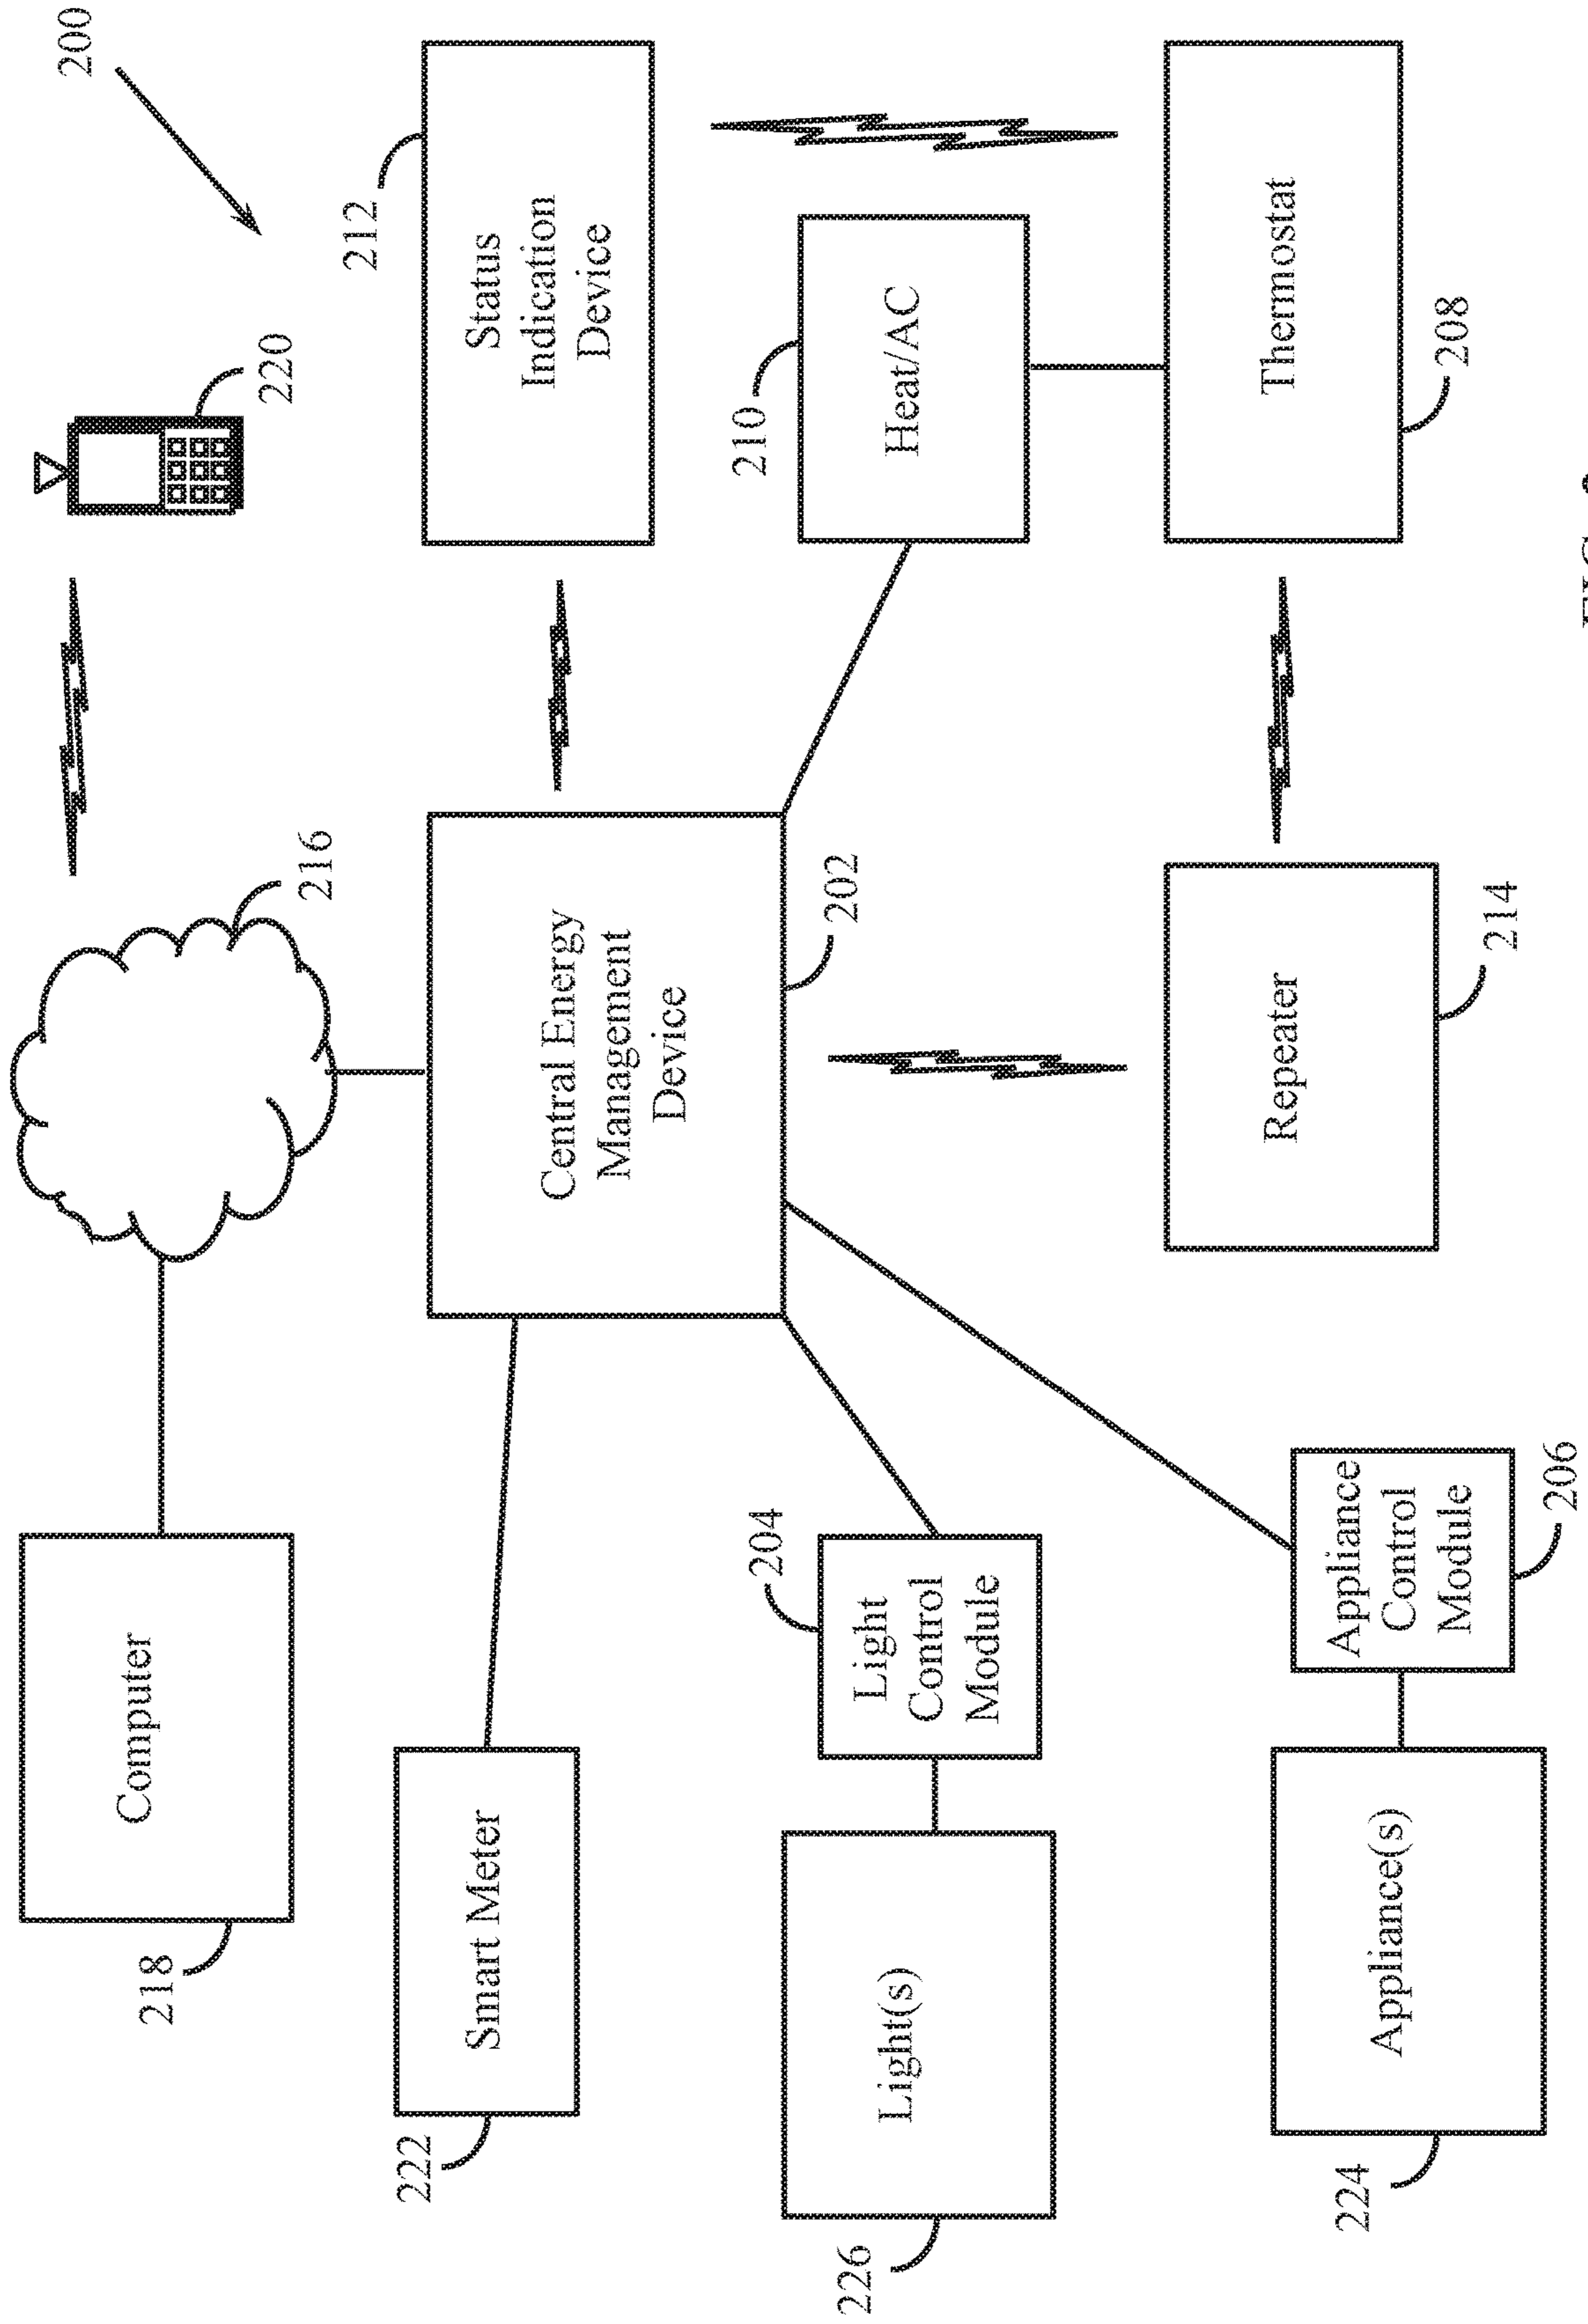 200
220
212
Status
Indication
Device
210
Heat/AC
Thermostat
208
216
Central Energy
Management
Device
202
Repeater
214
Computer
218
Smart Meter
222
204
Light
Control
Module
Light(s)
226
Appliance
Control
Module
206
Appliance(s)
224